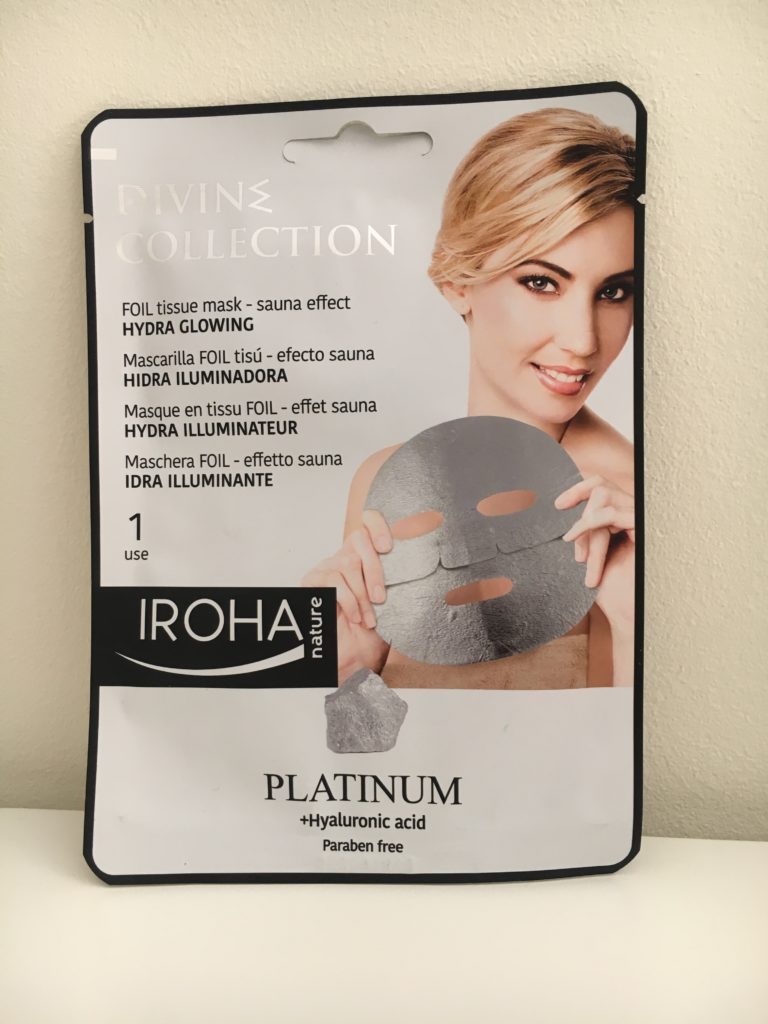 DIVINE
COLLECTION
FOIL tissue mask - sauna effect
HYDRA GLOWING
Mascarilla FOIL tisú - efecto sauna
HIDRA ILUMINADORA
Masque en tissu FOIL - effet sauna
HYDRA ILLUMINATEUR
Maschera FOIL - effetto sauna
IDRA ILLUMINANTE
1
use
IROHA
nature
PLATINUM
+Hyaluronic acid
Paraben free